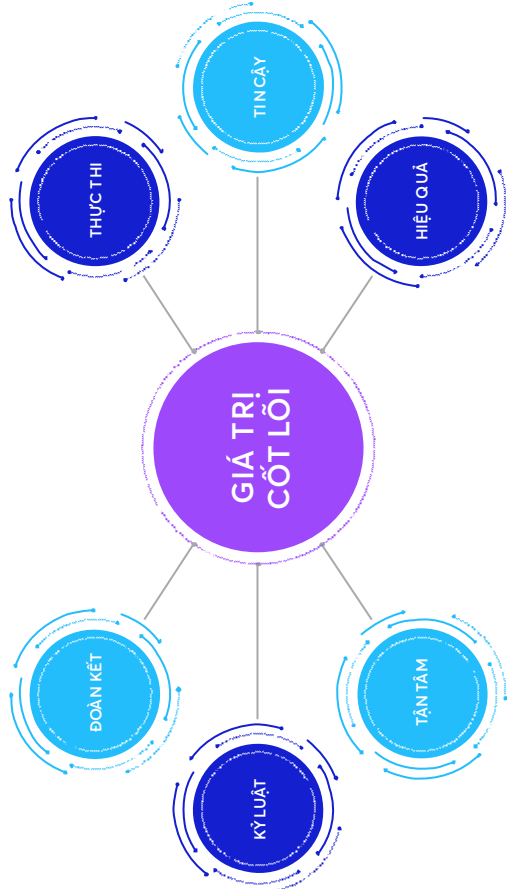 ĐOÀN KẾT
THỰC THI
KỶ LUẬT
GIÁ TRỊ
CỐT LÕI
TIN CẬY
TẬN TÂM
HIỆU QUẢ